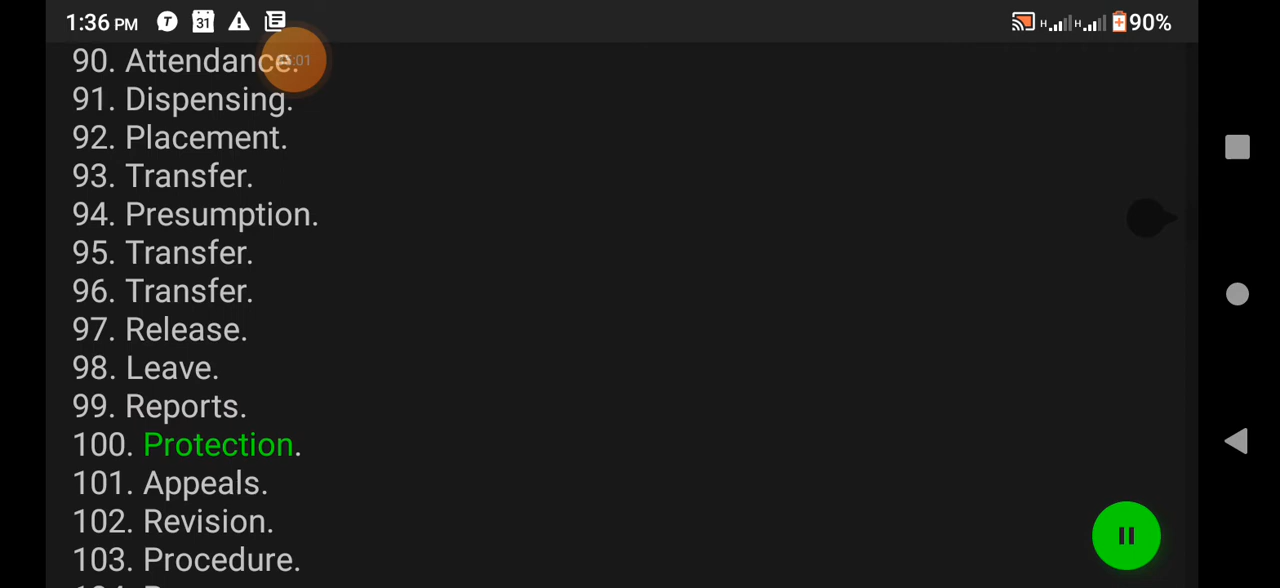 1:36 PM T 31 H H 90%
90. Attendance.
91. Dispensing.
92. Placement.
93. Transfer.
94. Presumption.
95. Transfer.
96. Transfer.
97. Release.
98. Leave.
99. Reports.
100. Protection.
101. Appeals.
102. Revision.
103. Procedure.